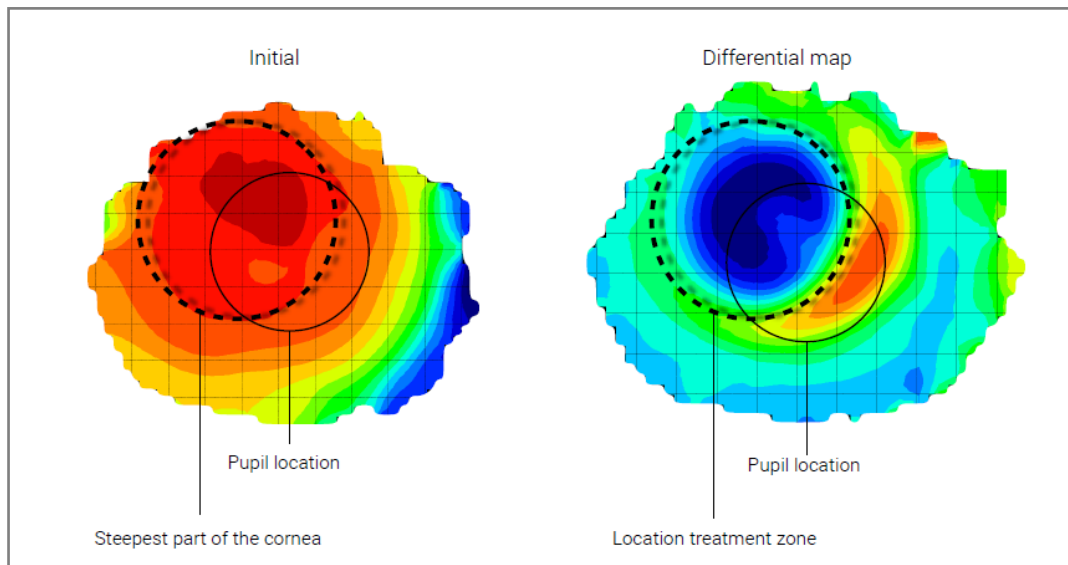 Initial
Differential map
Pupil location
Pupil location
Steepest part of the cornea
Location treatment zone